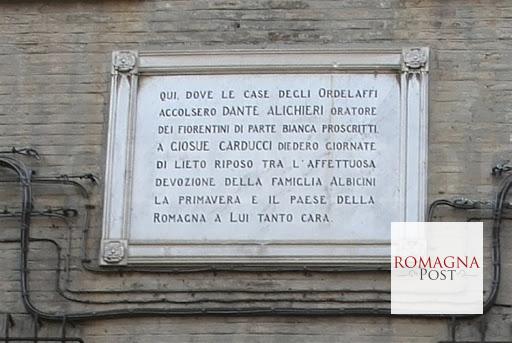 QUI, DOVE LE CASE DEGLI ORDELAFFI
ACCOLSERO DANTE ALIGHIERI ORATORE
DEI FIORENTINI DI PARTE BIANCA PROSCRITTI,
A GIOSUE CARDUCCI DIEDERO GIORNATE
DI LIETO RIPOSO TRA L'AFFETTUOSA
DEVOZIONE DELLA FAMIGLIA ALBICINI
LA PRIMAVERA E IL PAESE DELLA
ROMAGNA A LUI TANTO CARA.
ROMAGNA
POST